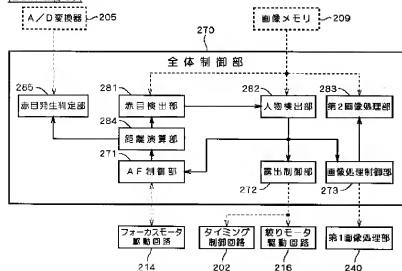 A/D変換器
205
画像メモリ
209
270
全体制御部
285
赤目発生判定部
281
赤目検出部
282
人物検出部
283
第2画像処理部
284
距離演算部
271
AF制御部
露出制御部
272
画像処理制御部
273
フォーカスモータ
駆動回路
214
タイミング
制御回路
202
絞りモータ
駆動回路
216
第1画像処理部
240